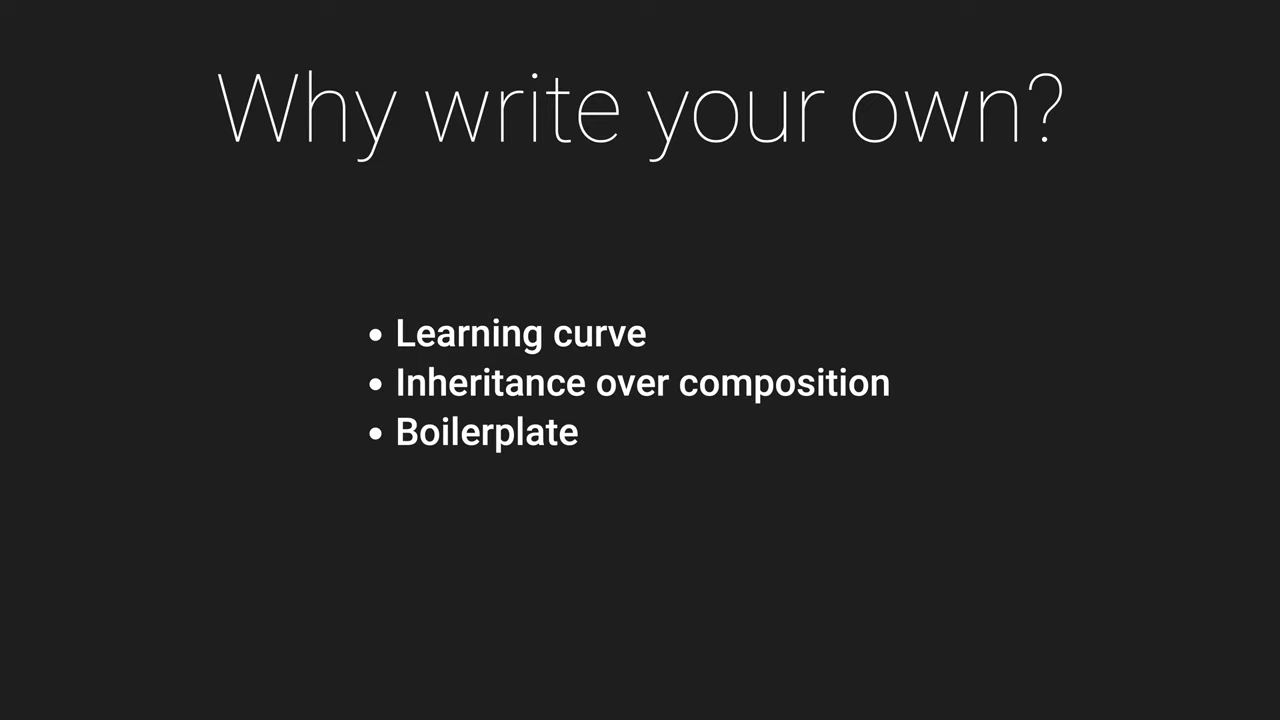 Why write your own?
• Learning curve
• Inheritance over composition
• Boilerplate